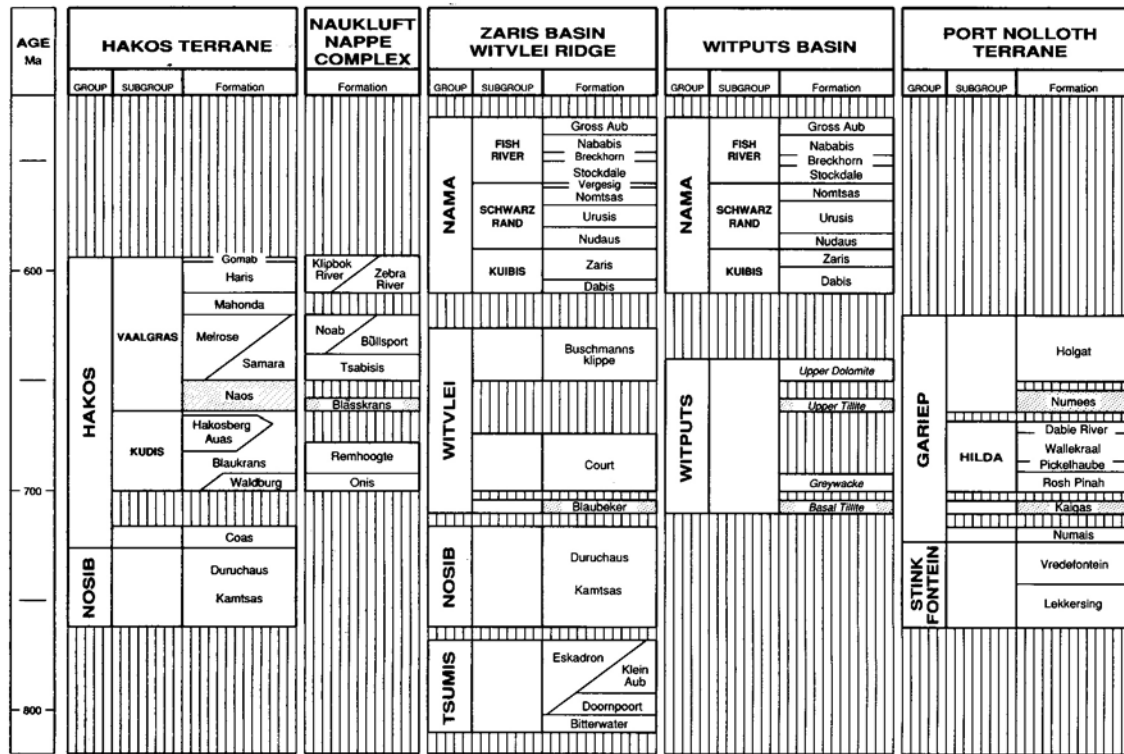 AGE
Ma
600
700
800
HAKOS TERRANE
GROUP SUBGROUP Formation
HAKOS
VAALGRAS
KUDIS
NOSIB
Gomab
Haris
Mahonda
Melrose
Samara
Naos
Hakosberg
Auas
Blaukrans
Waldburg
Coas
Duruchaus
Kamtsas
NAUKLUFT
NAPPE
COMPLEX
Formation
Klipbok
River
Zebra
River
Noab
Büllsport
Tsabisis
Blässkrans
Remhoogte
Onis
ZARIS BASIN
WITVLEI RIDGE
GROUP SUBGROUP Formation
NAMA
FISH
RIVER
SCHWARZ
RAND
KUIBIS
Gross Aub
Nababis
Breckhorn
Stockdale
Vergesig
Nomtsas
Urusis
Nudaus
Zaris
Dabis
WITVLEI
Buschmanns
klippe
Court
Blaubeker
NOSIB
Duruchaus
Kamtsas
TSUMIS
Eskadron
Klein
Aub
Doornpoort
Bitterwater
WITPUTS BASIN
GROUP SUBGROUP Formation
NAMA
FISH
RIVER
SCHWARZ
RAND
KUIBIS
Gross Aub
Nababis
Breckhorn
Stockdale
Nomtsas
Urusis
Nudaus
Zaris
Dabis
WITPUTS
Upper Dolomite
Upper Tillite
Greywacke
Basal Tillite
PORT NOLLOTH
TERRANE
GROUP SUBGROUP Formation
GARIEP
HILDA
Holgat
Numees
Dabie River
Wallekraal
Pickelhaube
Rosh Pinah
Kaigas
Numais
STINK
FONTEIN
Vredefontein
Lekkersing